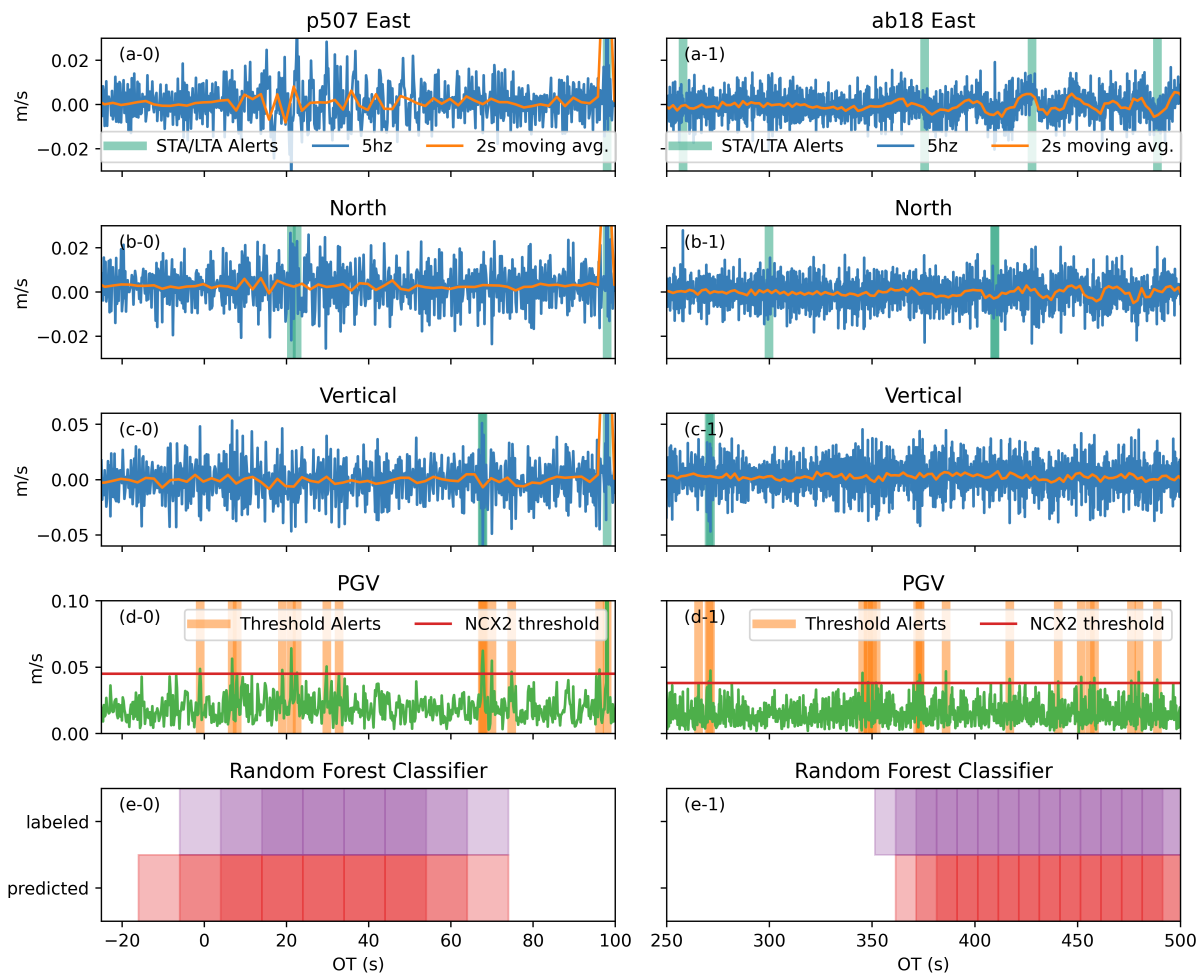 p507 East
ab18 East
(a-0)
(a-1)
0.02
0.00
−0.02
m/s
STA/LTA Alerts
5hz
2s moving avg.
STA/LTA Alerts
5hz
2s moving avg.
North
North
(b-0)
(b-1)
0.02
0.00
−0.02
m/s
Vertical
Vertical
(c-0)
(c-1)
0.05
0.00
−0.05
m/s
PGV
PGV
(d-0)
(d-1)
0.10
0.05
0.00
m/s
Threshold Alerts
NCX2 threshold
Threshold Alerts
NCX2 threshold
Random Forest Classifier
Random Forest Classifier
(e-0)
(e-1)
labeled
predicted
−20 0 20 40 60 80 100
250 300 350 400 450 500
OT (s)
OT (s)